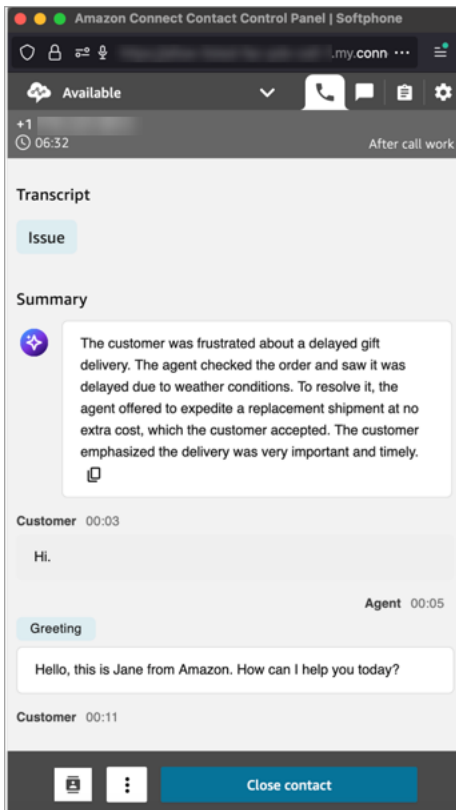 Amazon Connect Contact Control Panel | Softphone
.my.conn ...
Available
+1
06:32
After call work
Transcript
Issue
Summary
The customer was frustrated about a delayed gift
delivery. The agent checked the order and saw it was
delayed due to weather conditions. To resolve it, the
agent offered to expedite a replacement shipment at no
extra cost, which the customer accepted. The customer
emphasized the delivery was very important and timely.
Customer 00:03
Hi.
Agent 00:05
Greeting
Hello, this is Jane from Amazon. How can I help you today?
Customer 00:11
Close contact